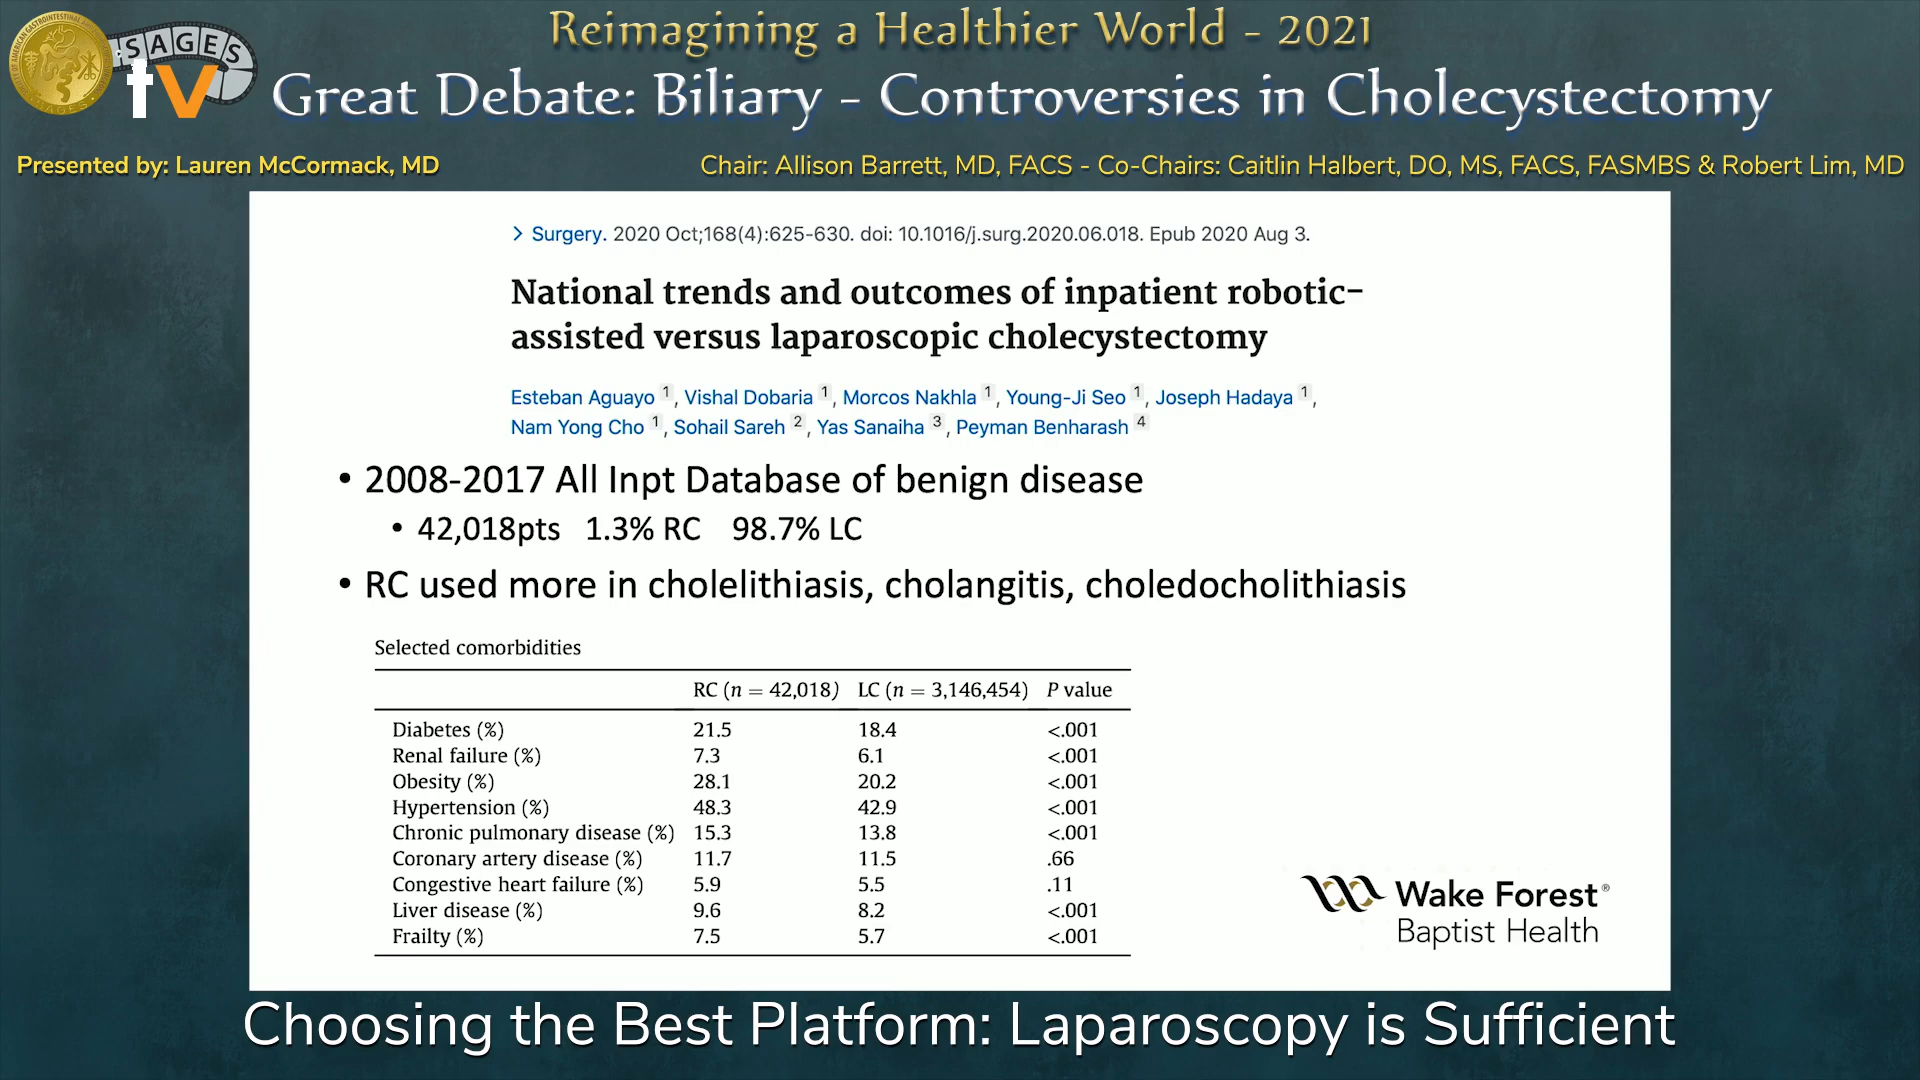 Reimagining a Healthier World - 2021
SAGES
tv
Great Debate: Biliary - Controversies in Cholecystectomy
Presented by: Lauren McCormack, MD
Chair: Allison Barrett, MD, FACS - Co-Chairs: Caitlin Halbert, DO, MS, FACS, FASMBS & Robert Lim, MD
> Surgery. 2020 Oct;168(4):625-630. doi: 10.1016/j.surg.2020.06.018. Epub 2020 Aug 3.
National trends and outcomes of inpatient robotic-
assisted versus laparoscopic cholecystectomy
Esteban Aguayo 1, Vishal Dobaria 1, Morcos Nakhla 1, Young-Ji Seo 1, Joseph Hadaya 1,
Nam Yong Cho 1, Sohail Sareh 2, Yas Sanaiha 3, Peyman Benharash 4
• 2008-2017 All Inpt Database of benign disease
• 42,018pts 1.3% RC 98.7% LC
• RC used more in cholelithiasis, cholangitis, choledocholithiasis
Selected comorbidities
RC (n = 42,018) LC (n = 3,146,454) P value
Diabetes (%) 21.5 18.4 <.001
Renal failure (%) 7.3 6.1 <.001
Obesity (%) 28.1 20.2 <.001
Hypertension (%) 48.3 42.9 <.001
Chronic pulmonary disease (%) 15.3 13.8 <.001
Coronary artery disease (%) 11.7 11.5 .66
Congestive heart failure (%) 5.9 5.5 .11
Liver disease (%) 9.6 8.2 <.001
Frailty (%) 7.5 5.7 <.001
Wake Forest®
Baptist Health
Choosing the Best Platform: Laparoscopy is Sufficient